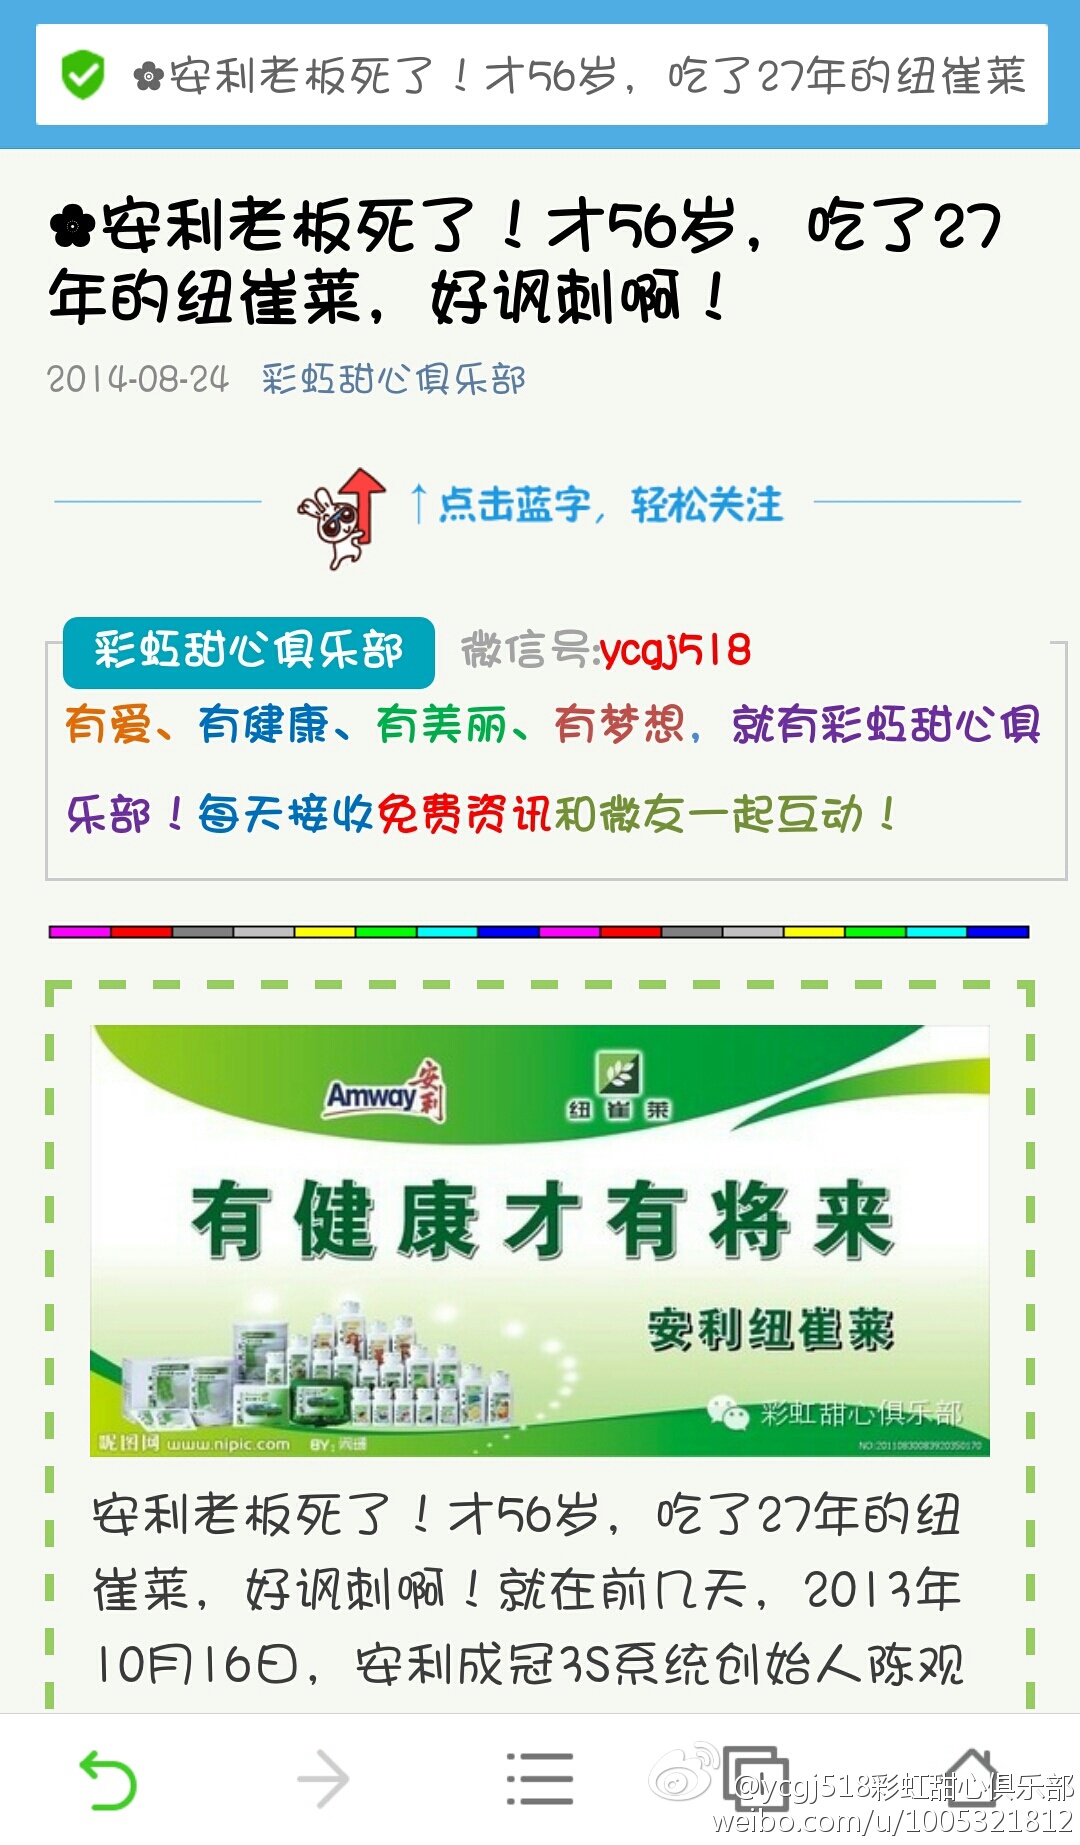 ✿安利老板死了！才56岁，吃了27年的纽崔莱
✿安利老板死了！才56岁，吃了27
年的纽崔莱，好讽刺啊！
2014-08-24 彩虹甜心俱乐部
↑点击蓝字，轻松关注
彩虹甜心俱乐部 微信号:ycgj518
有爱、有健康、有美丽、有梦想，就有彩虹甜心俱
乐部！每天接收免费资讯和微友一起互动！
Amway安利
纽崔莱
有健康才有将来
安利纽崔莱
彩虹甜心俱乐部
昵图网 www.nipic.com BY:
NO:20110830083920350170
安利老板死了！才56岁，吃了27年的纽
崔莱，好讽刺啊！就在前几天，2013年
10月16日，安利成冠3S系统创始人陈观
@ycgj518彩虹甜心俱乐部
weibo.com/u/1005321812